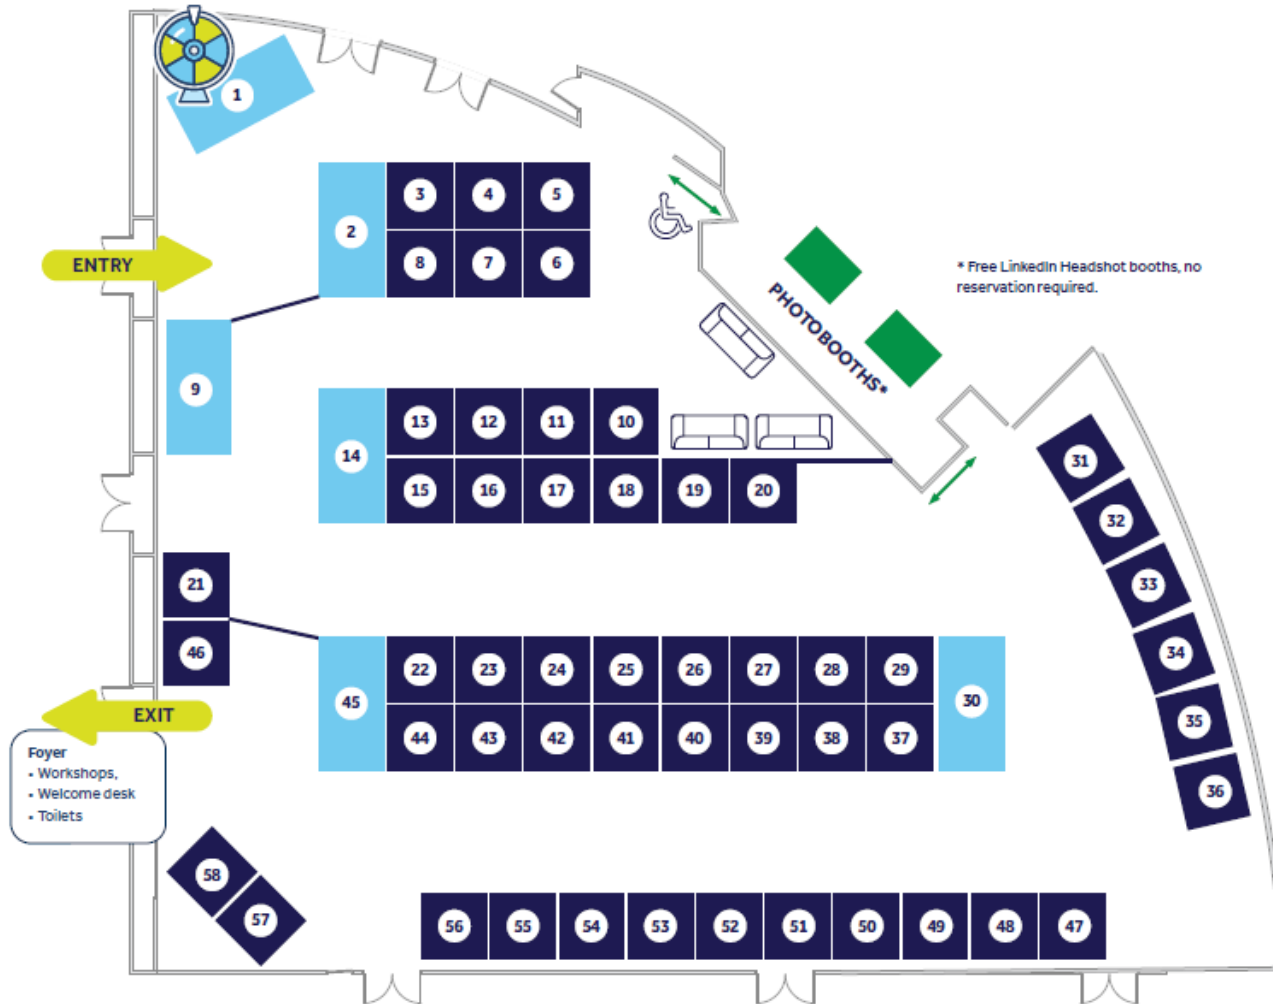 1
3 4 5
2
8 7 6
ENTRY
* Free LinkedIn Headshot booths, no
reservation required.
PHOTOBOOTHS*
9
13 12 11 10
14
15 16 17 18 19 20
31
32
33
34
35
36
21
46
22 23 24 25 26 27 28 29
45
30
44 43 42 41 40 39 38 37
EXIT
Foyer
• Workshops,
• Welcome desk
• Toilets
58
57
56 55 54 53 52 51 50 49 48 47